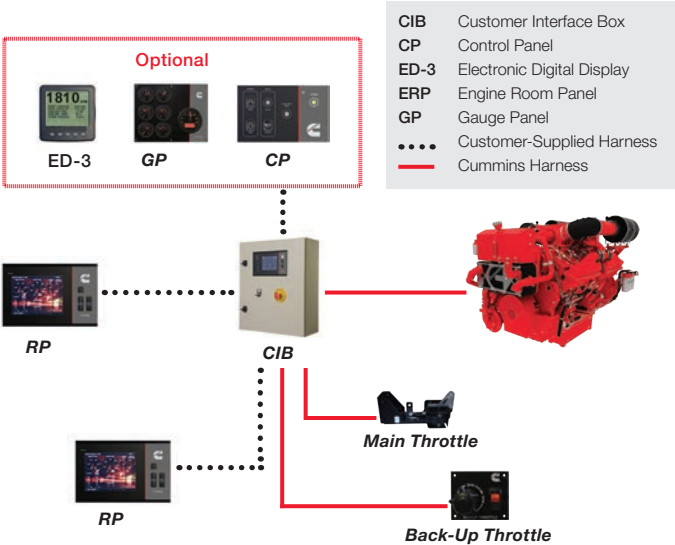 Optional
1810
ED-3
GP
CP
CIB Customer Interface Box
CP Control Panel
ED-3 Electronic Digital Display
ERP Engine Room Panel
GP Gauge Panel
Customer-Supplied Harness
Cummins Harness
RP
CIB
Main Throttle
RP
Back-Up Throttle